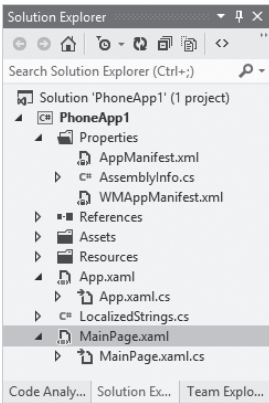 Solution Explorer
Search Solution Explorer (Ctrl+;)
Solution 'PhoneApp1' (1 project)
C# PhoneApp1
Properties
AppManifest.xml
C# AssemblyInfo.cs
WMAppManifest.xml
References
Assets
Resources
App.xaml
App.xaml.cs
C# LocalizedStrings.cs
MainPage.xaml
MainPage.xaml.cs
Code Analy... Solution Ex... Team Explo...